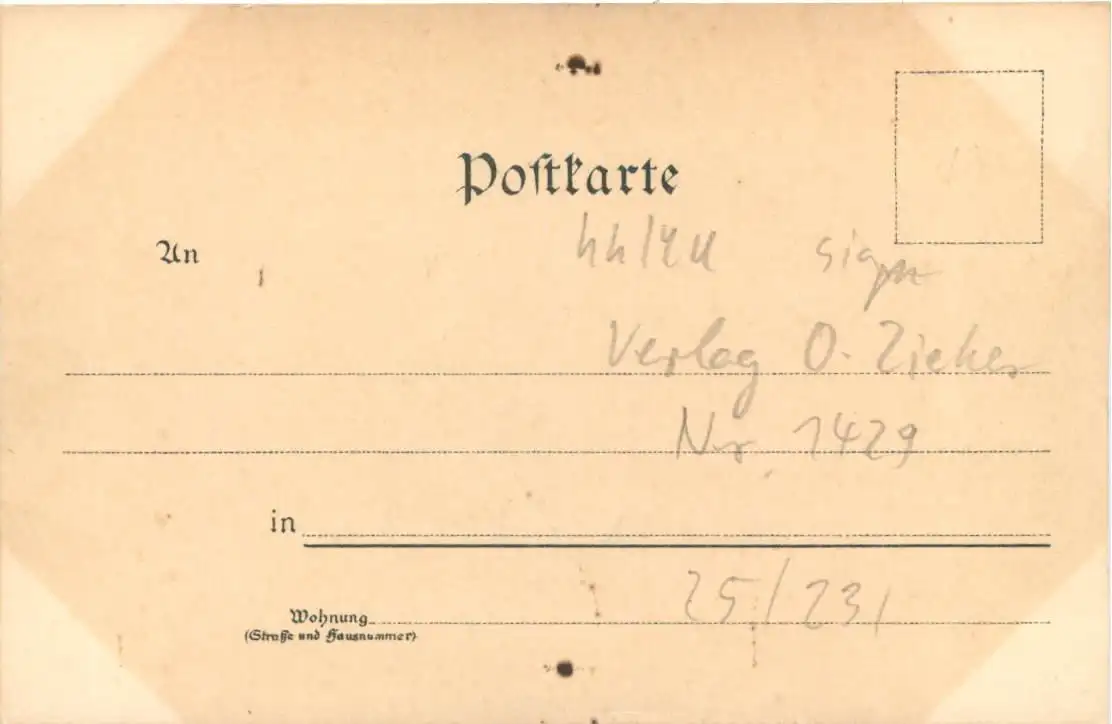 Postkarte
An
sign
Verlag O. Zieher
Nr. 1429
in
25/231
Wohnung
(Straße und Hausnummer)